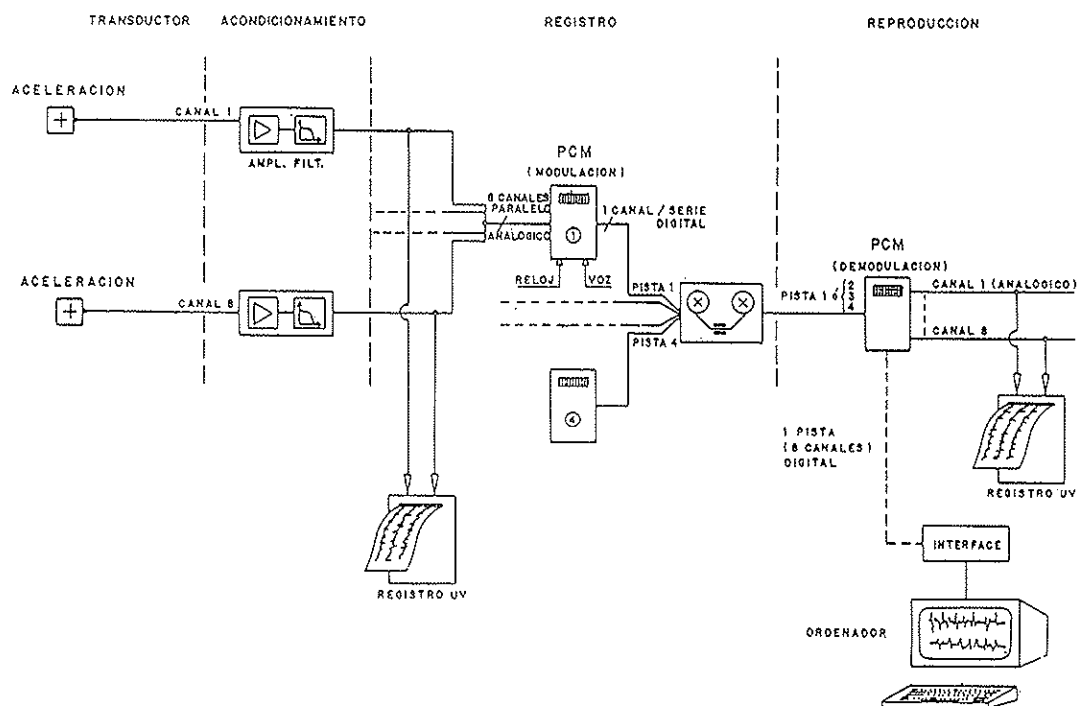 TRANSDUCTOR
ACONDICIONAMIENTO
REGISTRO
REPRODUCCION
ACELERACION
CANAL 1
AMPL. FILT.
PCM
(MODULACION)
8 CANALES
PARALELO
ANALOGICO
1
1 CANAL / SERIE
DIGITAL
RELOJ
VOZ
ACELERACION
CANAL 8
PISTA 1
PISTA 4
4
PCM
(DEMODULACION)
PISTA 1 ó
2
3
4
CANAL 1 (ANALOGICO)
CANAL 8
1 PISTA
(8 CANALES)
DIGITAL
REGISTRO UV
REGISTRO UV
INTERFACE
ORDENADOR